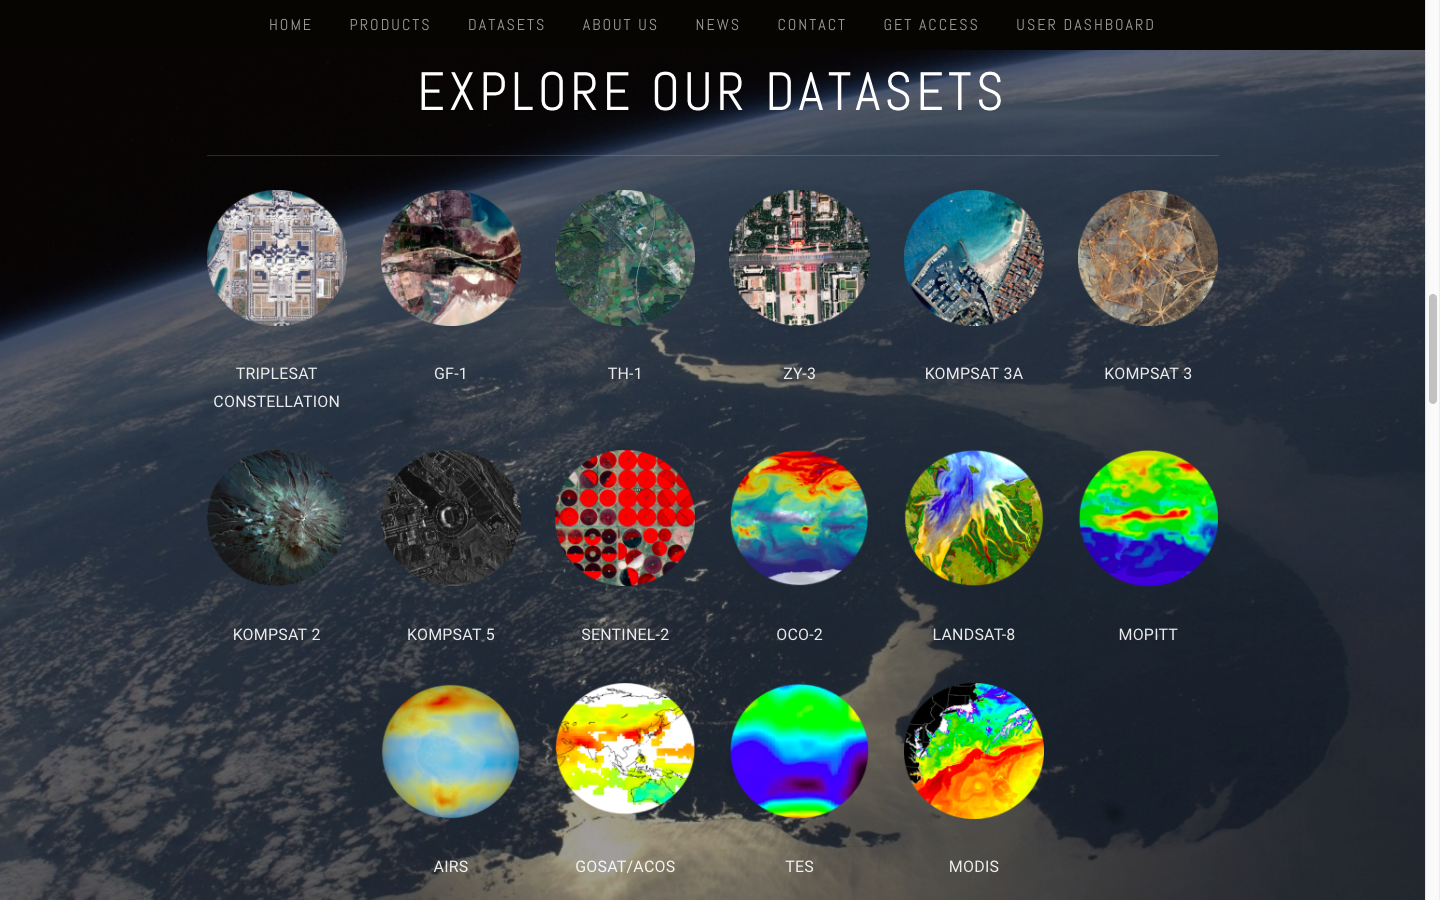 HOME PRODUCTS DATASETS ABOUT US NEWS CONTACT GET ACCESS USER DASHBOARD
EXPLORE OUR DATASETS
TRIPLESAT CONSTELLATION
GF-1
TH-1
ZY-3
KOMPSAT 3A
KOMPSAT 3
KOMPSAT 2
KOMPSAT 5
SENTINEL-2
OCO-2
LANDSAT-8
MOPITT
AIRS
GOSAT/ACOS
TES
MODIS